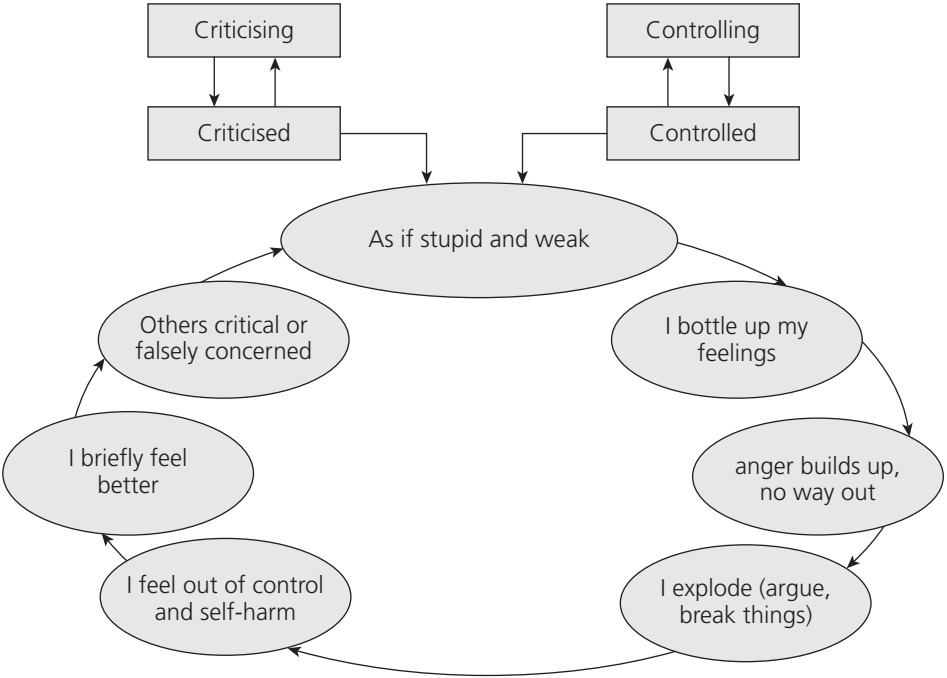 Criticising
Controlling
Criticised
Controlled
As if stupid and weak
Others critical or
falsely concerned
I bottle up my
feelings
I briefly feel
better
anger builds up,
no way out
I feel out of control
and self-harm
I explode (argue,
break things)